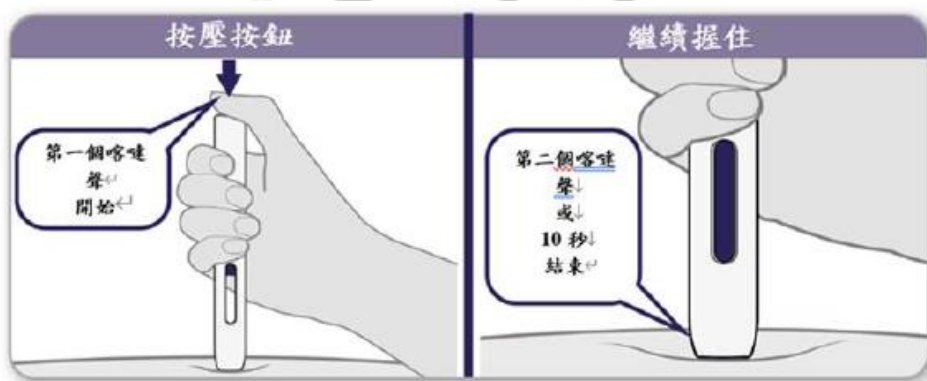 按壓按鈕
第一個喀噠
聲↵
開始↵
繼續握住
第二個喀噠
聲↓
或↓
10 秒↓
結束↵